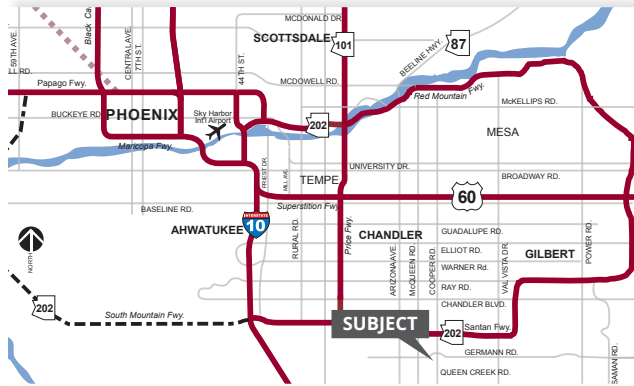 MCDONALD DR.
SCOTTSDALE
101
87
BEELINE HWY.
59TH AVE.
Black Ca
CENTRAL AVE.
7TH ST.
44TH ST.
LL RD.
Papago Fwy.
MCDOWELL RD.
Red Mountain Fwy.
McKELLIPS RD.
BUCKEYE RD.
PHOENIX
Sky Harbor
Int'l Airport
202
MESA
Maricopa Fwy.
UNIVERSITY DR.
PRIEST DR.
MILL AVE.
TEMPE
BROADWAY RD.
60
Superstition Fwy.
BASELINE RD.
AHWATUKEE
INTERSTATE
10
RURAL RD.
Price Fwy.
CHANDLER
GUADALUPE RD.
ELLIOT RD.
WARNER Rd.
RAY RD.
CHANDLER BLVD.
ARIZONA AVE.
McQUEEN RD.
COOPER RD.
VAL VISTA DR.
GILBERT
POWER RD.
NORTH
202
South Mountain Fwy.
SUBJECT
202
Santan Fwy.
GERMANN RD.
QUEEN CREEK RD.
SAMAN RD.